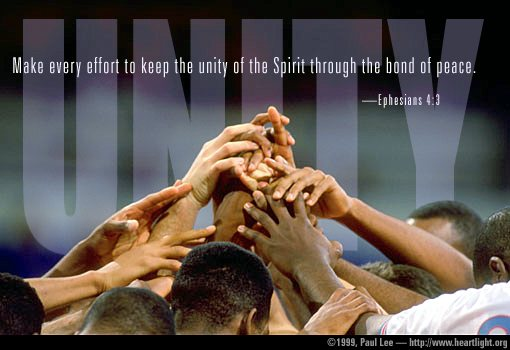 UNITY
Make every effort to keep the unity of the Spirit through the bond of peace.
—Ephesians 4:3
©1999, Paul Lee — http://www.heartlight.org